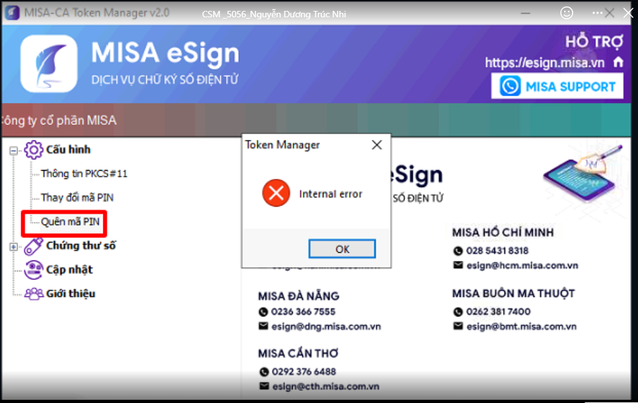 MISA-CA Token Manager v2.0
CSM_5056_Nguyễn Dương Trúc Nhi
MISA eSign
DỊCH VỤ CHỮ KÝ SỐ ĐIỆN TỬ
HỖ TRỢ
https://esign.misa.vn
MISA SUPPORT
Công ty cổ phần MISA
Cấu hình
Thông tin PKCS#11
Thay đổi mã PIN
Quên mã PIN
Chứng thư số
Cập nhật
Giới thiệu
Token Manager
Internal error
OK
eSign
SỐ ĐIỆN TỬ
MISA HỒ CHÍ MINH
028 5431 8318
esign@hcm.misa.com.vn
MISA ĐÀ NẴNG
0236 366 7555
esign@dng.misa.com.vn
MISA BUÔN MA THUỘT
0262 381 7400
esign@bmt.misa.com.vn
MISA CẦN THƠ
0292 376 6488
esign@cth.misa.com.vn